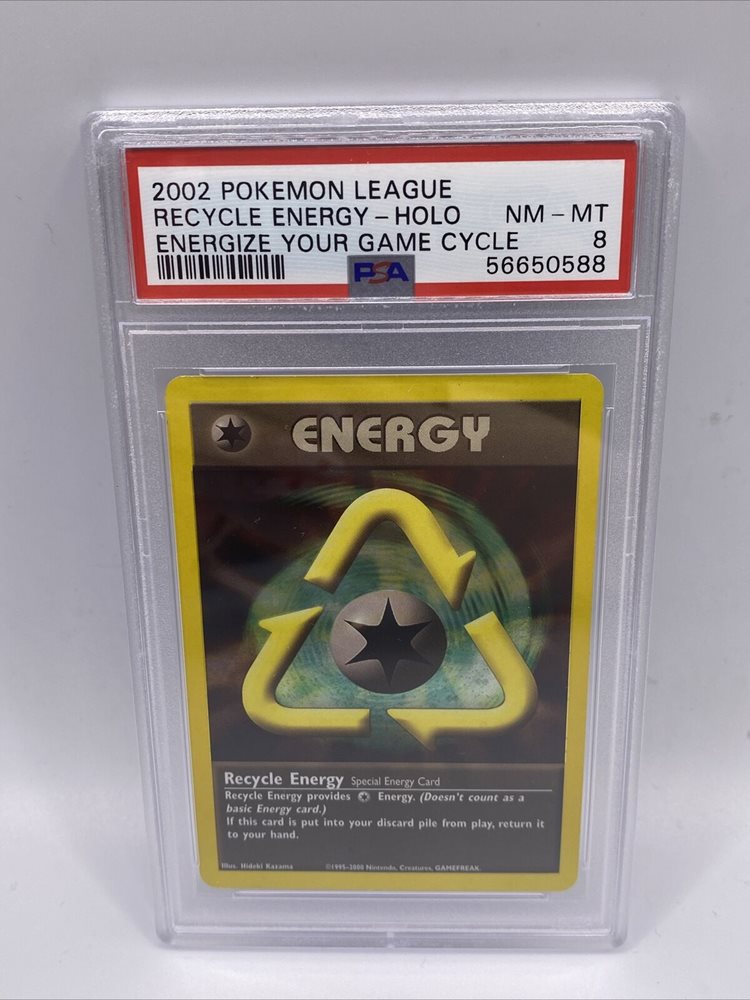 2002 POKEMON LEAGUE
RECYCLE ENERGY - HOLO NM - MT
ENERGIZE YOUR GAME CYCLE 8
PSA 56650588
ENERGY
Recycle Energy Special Energy Card
Recycle Energy provides Energy. (Doesn't count as a
basic Energy card.)
If this card is put into your discard pile from play, return it
to your hand.
Illus. Hideki Kazama ©1995-2000 Nintendo, Creatures, GAMEFREAK.